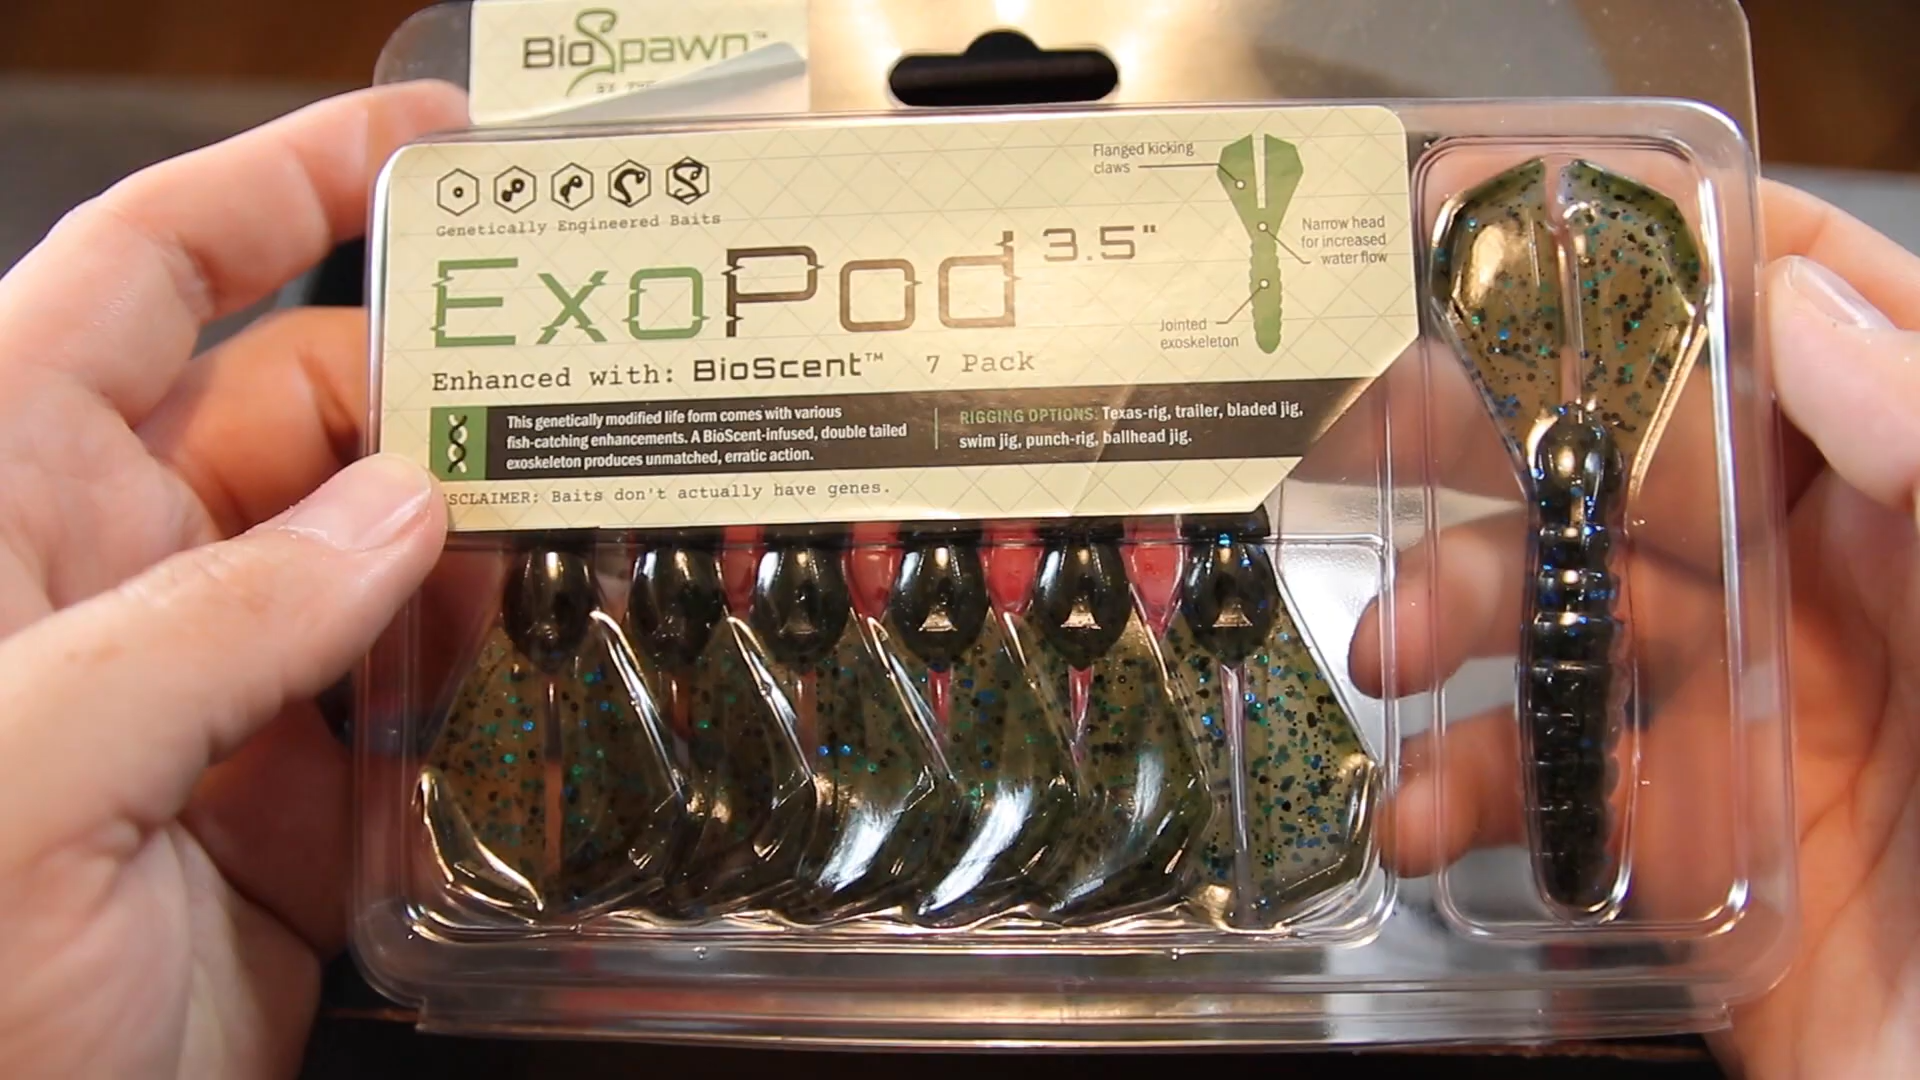 BioSpawn™
Genetically Engineered Baits
ExoPod 3.5"
Enhanced with: BioScent™ 7 Pack
This genetically modified life form comes with various
fish-catching enhancements. A BioScent-infused, double tailed
exoskeleton produces unmatched, erratic action.
RIGGING OPTIONS: Texas-rig, trailer, bladed jig,
swim jig, punch-rig, ballhead jig.
SCLAIMER: Baits don't actually have genes.
Flanged kicking
claws
Narrow head
for increased
water flow
Jointed
exoskeleton